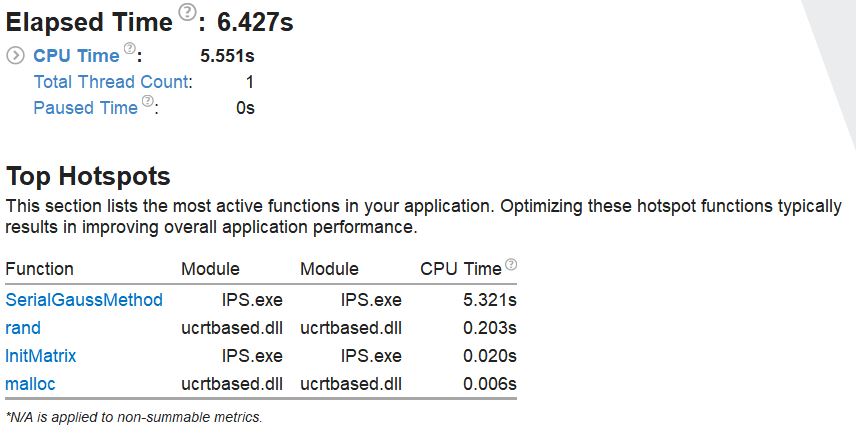 Elapsed Time ?: 6.427s
CPU Time ?: 5.551s
Total Thread Count: 1
Paused Time ?: 0s
Top Hotspots
This section lists the most active functions in your application. Optimizing these hotspot functions typically
results in improving overall application performance.
Function Module Module CPU Time ?
SerialGaussMethod IPS.exe IPS.exe 5.321s
rand ucrtbased.dll ucrtbased.dll 0.203s
InitMatrix IPS.exe IPS.exe 0.020s
malloc ucrtbased.dll ucrtbased.dll 0.006s
*N/A is applied to non-summable metrics.